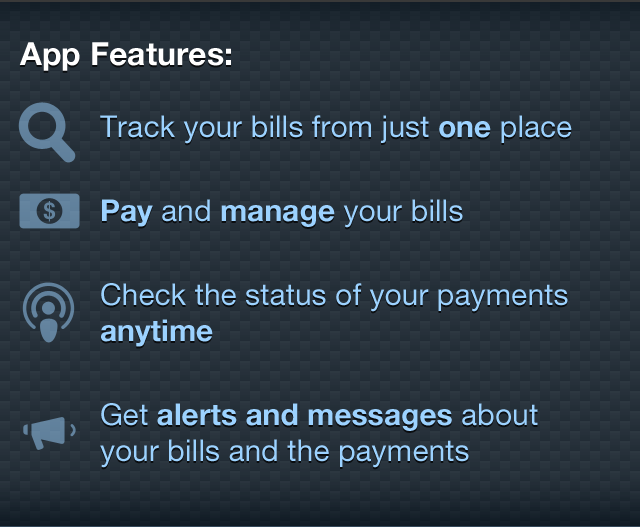 App Features:
Track your bills from just one place
$
Pay and manage your bills
Check the status of your payments
anytime
Get alerts and messages about
your bills and the payments